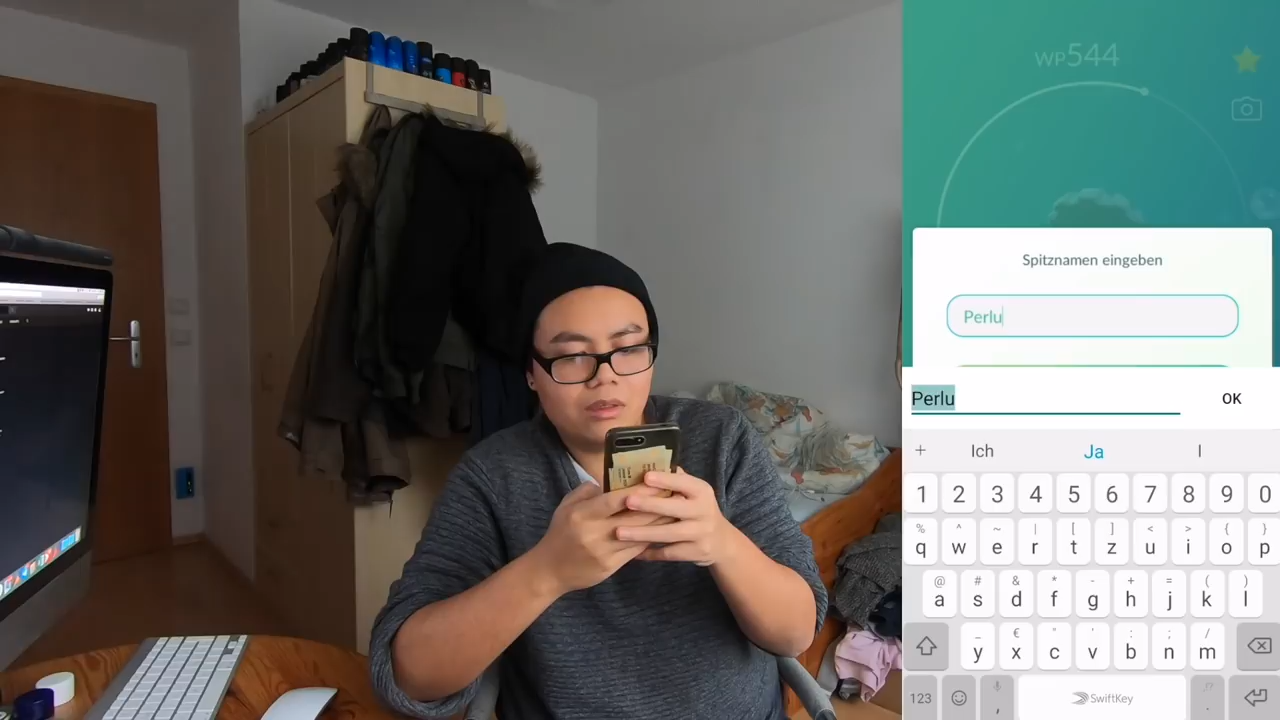 WP544
Spitznamen eingeben
Perlu
Perlu
OK
+ Ich Ja I
1 2 3 4 5 6 7 8 9 0
% ^ ~ | [ ] < > { }
q w e r t z u i o p
@ # & * - + = ( )
a s d f g h j k l
_ € " ' : ; /
y x c v b n m
123 , SwiftKey .